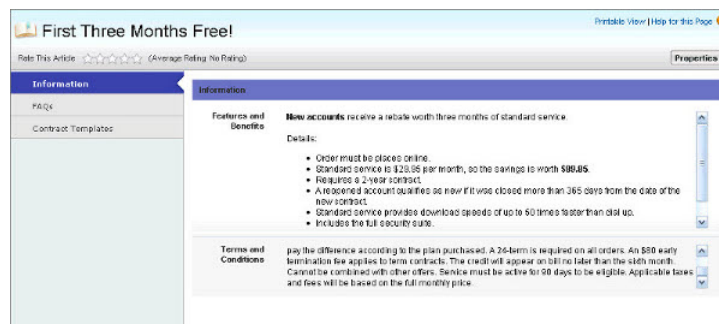 First Three Months Free!
Printable View | Help for this Page
Rate This Article (Average Rating: No Rating)
Properties
Information
FAQs
Contract Templates
Information
Features and
Benefits
New accounts receive a rebate worth three months of standard service.
Details:
Order must be places online.
Standard service is $29.95 per month, so the savings is worth $89.85.
Requires a 2-year contract.
A reopened account qualifies as new if it was closed more than 365 days from the date of the
new contract.
Standard service provides download speeds of up to 50 times faster than dial up.
Includes the full security suite.
Terms and
Conditions
pay the difference according to the plan purchased. A 24-term is required on all orders. An $80 early
termination fee applies to term contracts. The credit will appear on bill no later than the sixth month.
Cannot be combined with other offers. Service must be active for 90 days to be eligible. Applicable taxes
and fees will be based on the full monthly price.